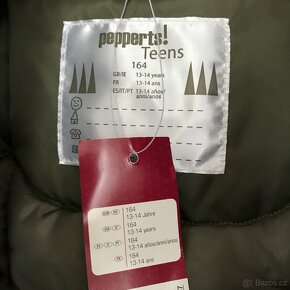 pepperts!
Teens
164
GB/IE 13-14 years
FR 13-14 ans
ES/IT/PT 13-14 años/
anni/anos
164
13-14 Jahre
164
13-14 years
164
13-14 años/anni/anos
164
13-14 ans
Bazos.cz